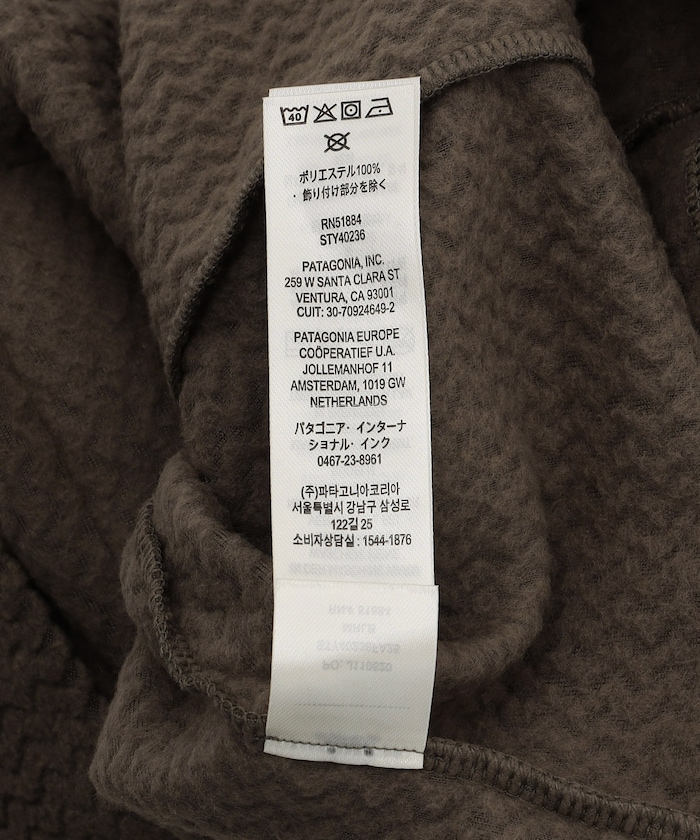 40
ポリエステル100%
・飾り付け部分を除く
RN51884
STY40236
PATAGONIA, INC.
259 W SANTA CLARA ST
VENTURA, CA 93001
CUIT: 30-70924649-2
PATAGONIA EUROPE
COÖPERATIEF U.A.
JOLLEMANHOF 11
AMSTERDAM, 1019 GW
NETHERLANDS
パタゴニア・インターナ
ショナル・インク
0467-23-8961
(주)파타고니아코리아
서울특별시 강남구 삼성로
122길 25
소비자상담실 : 1544-1876
RN# 51884
STY40236FA25